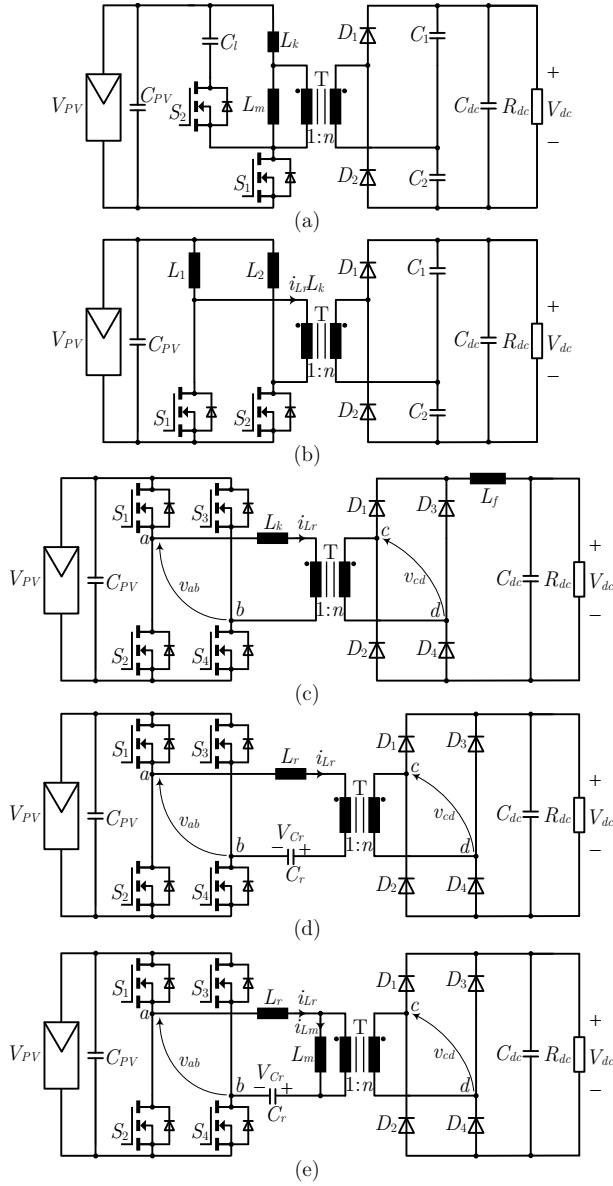 V_PV C_PV C_l S_2 L_k L_m S_1 T 1:n D_1 D_2 C_1 C_2 C_dc R_dc + V_dc −
(a)
V_PV C_PV L_1 L_2 S_1 S_2 i_Lr L_k T 1:n D_1 D_2 C_1 C_2 C_dc R_dc + V_dc −
(b)
V_PV C_PV S_1 S_2 S_3 S_4 a b v_ab L_k i_Lr T 1:n D_1 D_2 D_3 D_4 c d v_cd L_f C_dc R_dc + V_dc −
(c)
V_PV C_PV S_1 S_2 S_3 S_4 a b v_ab L_r i_Lr − V_Cr + C_r T 1:n D_1 D_2 D_3 D_4 c d v_cd C_dc R_dc + V_dc −
(d)
V_PV C_PV S_1 S_2 S_3 S_4 a b v_ab L_r i_Lr i_Lm L_m − V_Cr + C_r T 1:n D_1 D_2 D_3 D_4 c d v_cd C_dc R_dc + V_dc −
(e)